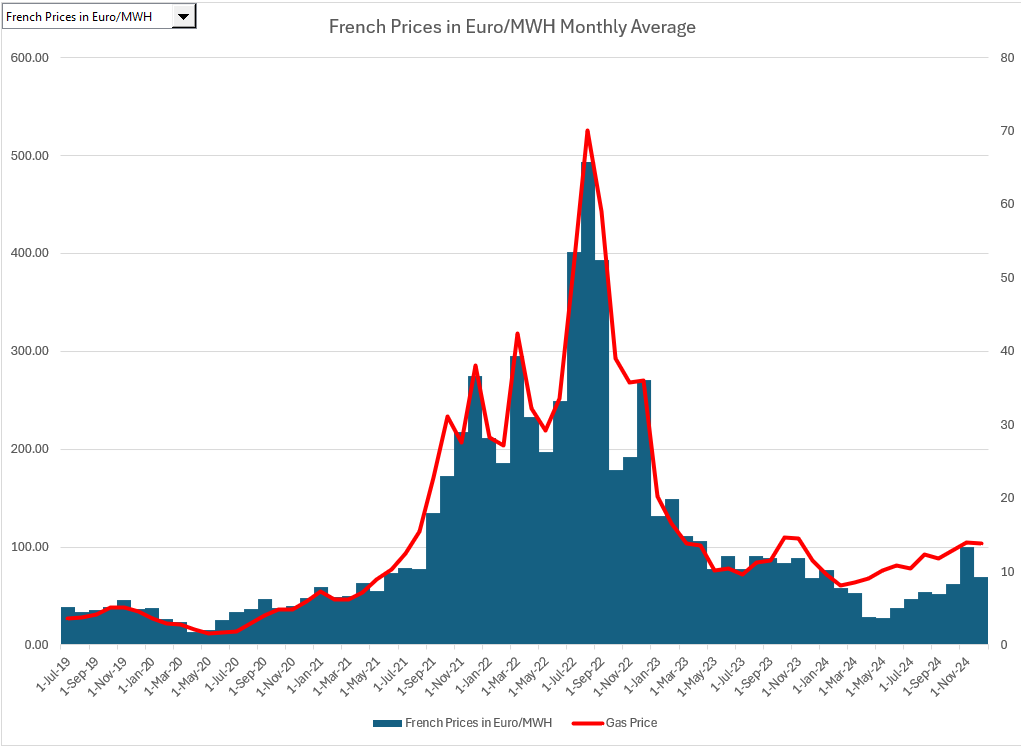 French Prices in Euro/MWH
French Prices in Euro/MWH Monthly Average
600.00
500.00
400.00
300.00
200.00
100.00
0.00
80
70
60
50
40
30
20
10
0
1-Jul-19
1-Sep-19
1-Nov-19
1-Jan-20
1-Mar-20
1-May-20
1-Jul-20
1-Sep-20
1-Nov-20
1-Jan-21
1-Mar-21
1-May-21
1-Jul-21
1-Sep-21
1-Nov-21
1-Jan-22
1-Mar-22
1-May-22
1-Jul-22
1-Sep-22
1-Nov-22
1-Jan-23
1-Mar-23
1-May-23
1-Jul-23
1-Sep-23
1-Nov-23
1-Jan-24
1-Mar-24
1-May-24
1-Jul-24
1-Sep-24
1-Nov-24
French Prices in Euro/MWH
Gas Price